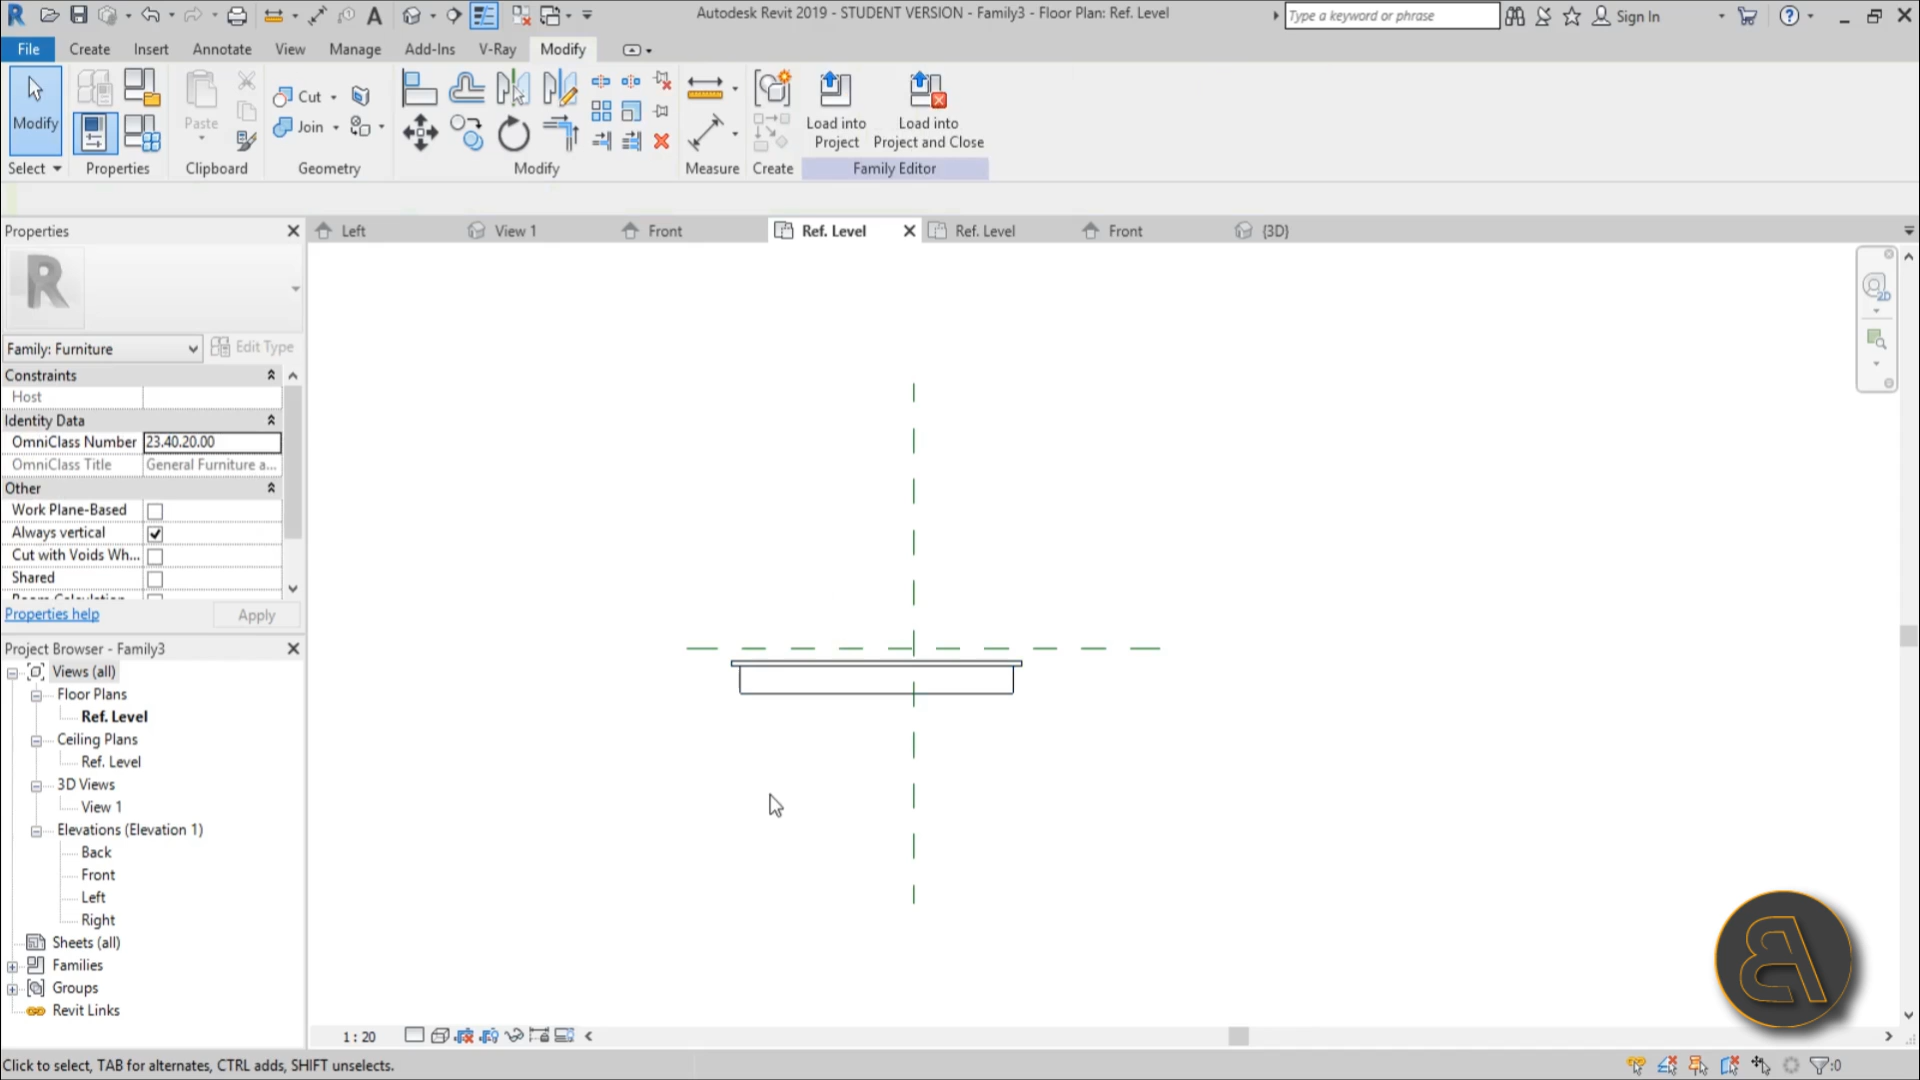 Autodesk Revit 2019 - STUDENT VERSION - Family3 - Floor Plan: Ref. Level
Type a keyword or phrase
Sign In
File Create Insert Annotate View Manage Add-Ins V-Ray Modify
Modify
Paste
Cut
Join
Load into
Project
Load into
Project and Close
Select Properties Clipboard Geometry Modify Measure Create Family Editor
Properties
Left View 1 Front Ref. Level Ref. Level Front {3D}
Family: Furniture
Edit Type
Constraints
Host
Identity Data
OmniClass Number 23.40.20.00
OmniClass Title General Furniture a...
Other
Work Plane-Based
Always vertical
Cut with Voids Wh...
Shared
Properties help
Apply
Project Browser - Family3
Views (all)
Floor Plans
Ref. Level
Ceiling Plans
Ref. Level
3D Views
View 1
Elevations (Elevation 1)
Back
Front
Left
Right
Sheets (all)
Families
Groups
Revit Links
1 : 20
Click to select, TAB for alternates, CTRL adds, SHIFT unselects.
:0